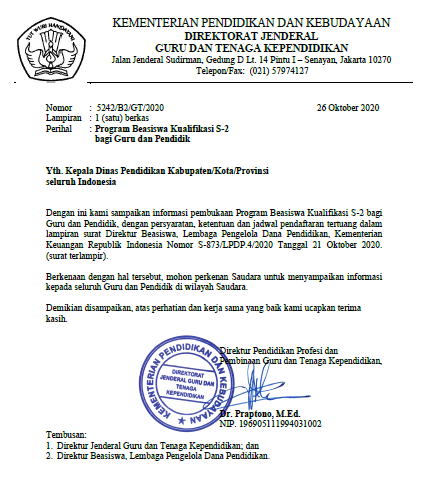 TUT WURI HANDAYANI
KEMENTERIAN PENDIDIKAN DAN KEBUDAYAAN
DIREKTORAT JENDERAL
GURU DAN TENAGA KEPENDIDIKAN
Jalan Jenderal Sudirman, Gedung D Lt. 14 Pintu I – Senayan, Jakarta 10270
Telepon/Fax: (021) 57974127
Nomor : 5242/B2/GT/2020 26 Oktober 2020
Lampiran : 1 (satu) berkas
Perihal : Program Beasiswa Kualifikasi S-2
bagi Guru dan Pendidik
Yth. Kepala Dinas Pendidikan Kabupaten/Kota/Provinsi
seluruh Indonesia
Dengan ini kami sampaikan informasi pembukaan Program Beasiswa Kualifikasi S-2 bagi
Guru dan Pendidik, dengan persyaratan, ketentuan dan jadwal pendaftaran tertuang dalam
lampiran surat Direktur Beasiswa, Lembaga Pengelola Dana Pendidikan, Kementerian
Keuangan Republik Indonesia Nomor S-873/LPDP.4/2020 Tanggal 21 Oktober 2020.
(surat terlampir).
Berkenaan dengan hal tersebut, mohon perkenan Saudara untuk menyampaikan informasi
kepada seluruh Guru dan Pendidik di wilayah Saudara.
Demikian disampaikan, atas perhatian dan kerja sama yang baik kami ucapkan terima
kasih.
Direktur Pendidikan Profesi dan
Pembinaan Guru dan Tenaga Kependidikan,
KEMENTERIAN PENDIDIKAN DAN KEBUDAYAAN
DIREKTORAT
JENDERAL GURU DAN
TENAGA
KEPENDIDIKAN
Dr. Praptono, M.Ed.
NIP. 196905111994031002
Tembusan:
1. Direktur Jenderal Guru dan Tenaga Kependidikan; dan
2. Direktur Beasiswa, Lembaga Pengelola Dana Pendidikan.